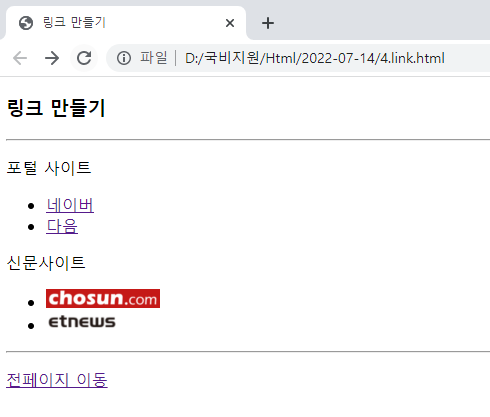 링크 만들기
파일 D:/국비지원/Html/2022-07-14/4.link.html
링크 만들기
포털 사이트
네이버
다음
신문사이트
chosun.com
etnews
전페이지 이동